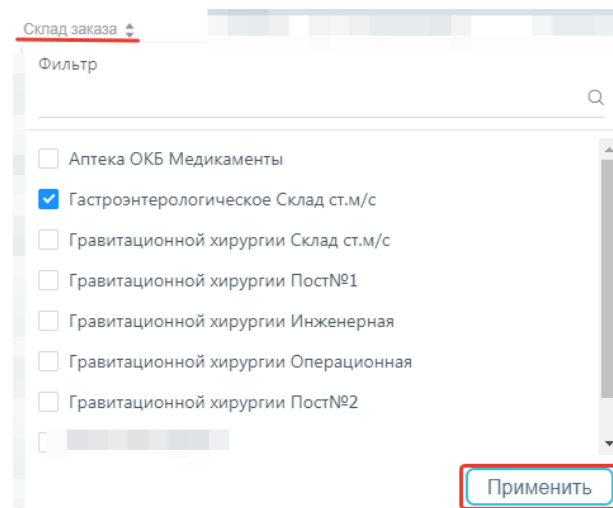 Склад заказа
Фильтр
Аптека ОКБ Медикаменты
Гастроэнтерологическое Склад ст.м/с
Гравитационной хирургии Склад ст.м/с
Гравитационной хирургии Пост№1
Гравитационной хирургии Инженерная
Гравитационной хирургии Операционная
Гравитационной хирургии Пост№2
Применить